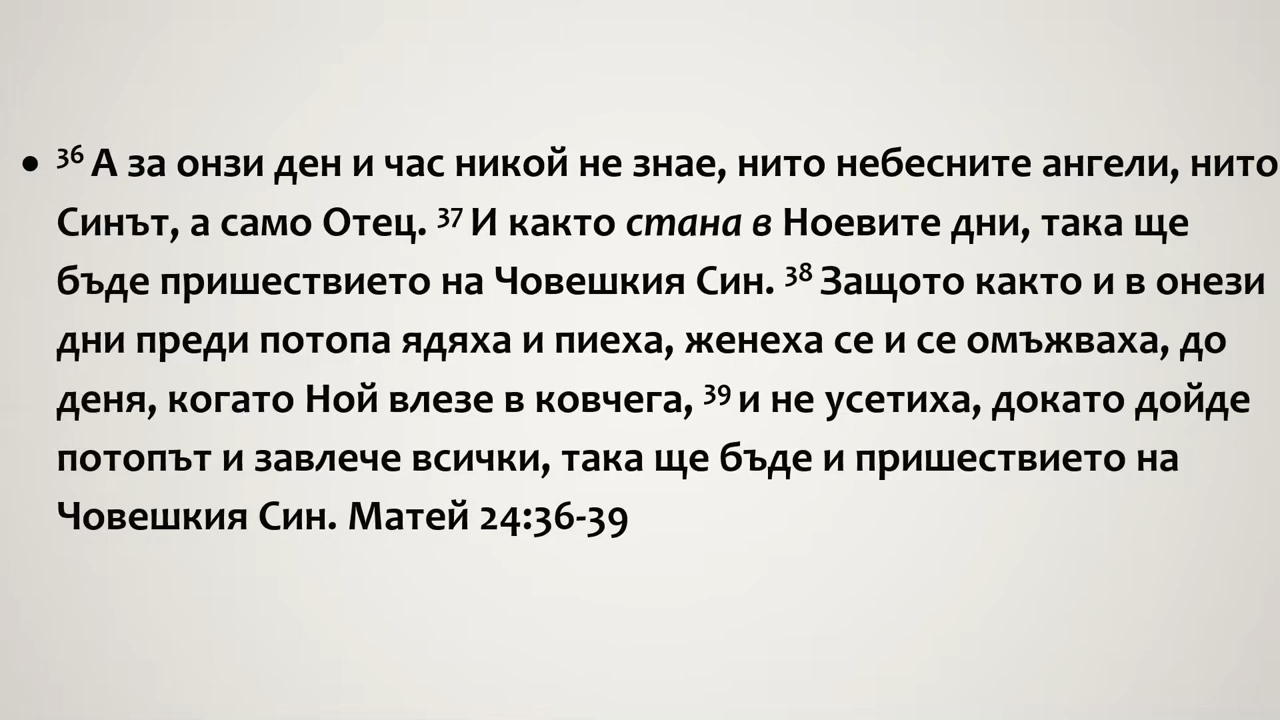 • ³⁶ А за онзи ден и час никой не знае, нито небесните ангели, нито
Синът, а само Отец. ³⁷ И както стана в Ноевите дни, така ще
бъде пришествието на Човешкия Син. ³⁸ Защото както и в онези
дни преди потопа ядяха и пиеха, женеха се и се омъжваха, до
деня, когато Ной влезе в ковчега, ³⁹ и не усетиха, докато дойде
потопът и завлече всички, така ще бъде и пришествието на
Човешкия Син. Матей 24:36-39